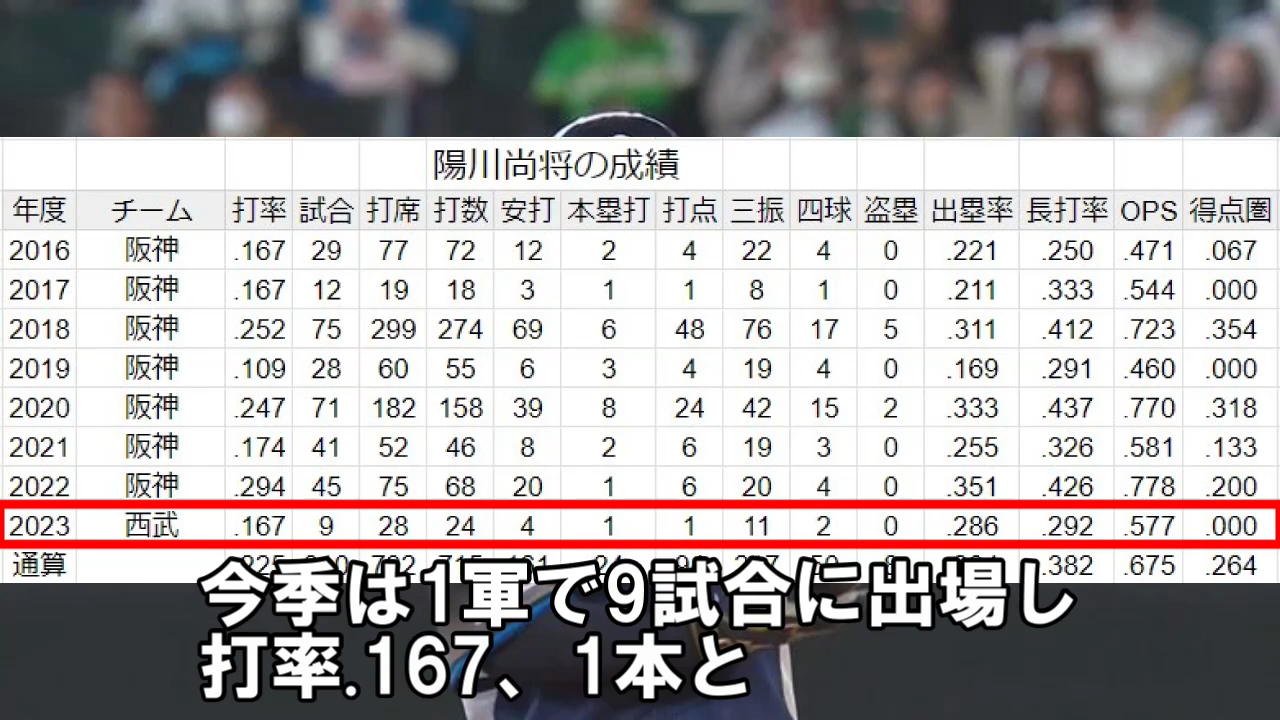 陽川尚将の成績
年度 チーム 打率 試合 打席 打数 安打 本塁打 打点 三振 四球 盗塁 出塁率 長打率 OPS 得点圏
2016 阪神 .167 29 77 72 12 2 4 22 4 0 .221 .250 .471 .067
2017 阪神 .167 12 19 18 3 1 1 8 1 0 .211 .333 .544 .000
2018 阪神 .252 75 299 274 69 6 48 76 17 5 .311 .412 .723 .354
2019 阪神 .109 28 60 55 6 3 4 19 4 0 .169 .291 .460 .000
2020 阪神 .247 71 182 158 39 8 24 42 15 2 .333 .437 .770 .318
2021 阪神 .174 41 52 46 8 2 6 19 3 0 .255 .326 .581 .133
2022 阪神 .294 45 75 68 20 1 6 20 4 0 .351 .426 .778 .200
2023 西武 .167 9 28 24 4 1 1 11 2 0 .286 .292 .577 .000
通算 .382 .675 .264
今季は1軍で9試合に出場し
打率.167、1本と